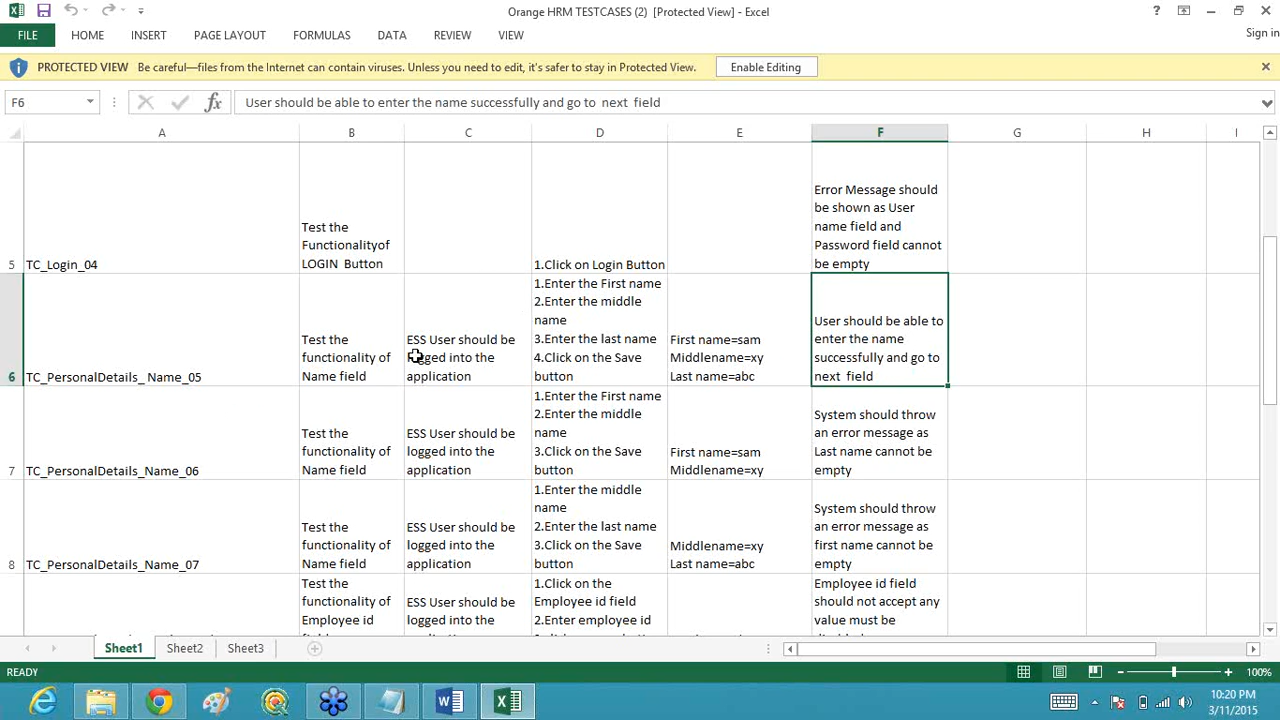 Orange HRM TESTCASES (2) [Protected View] - Excel
?
FILE HOME INSERT PAGE LAYOUT FORMULAS DATA REVIEW VIEW
Sign in
PROTECTED VIEW Be careful—files from the Internet can contain viruses. Unless you need to edit, it's safer to stay in Protected View. Enable Editing
F6 fx User should be able to enter the name successfully and go to next field
A B C D E F G H I
5
TC_Login_04
Test the
Functionalityof
LOGIN Button
1.Click on Login Button
Error Message should
be shown as User
name field and
Password field cannot
be empty
6
TC_PersonalDetails_ Name_05
Test the
functionality of
Name field
ESS User should be
logged into the
application
1.Enter the First name
2.Enter the middle
name
3.Enter the last name
4.Click on the Save
button
First name=sam
Middlename=xy
Last name=abc
User should be able to
enter the name
successfully and go to
next field
7
TC_PersonalDetails_Name_06
Test the
functionality of
Name field
ESS User should be
logged into the
application
1.Enter the First name
2.Enter the middle
name
3.Click on the Save
button
First name=sam
Middlename=xy
System should throw
an error message as
Last name cannot be
empty
8
TC_PersonalDetails_Name_07
Test the
functionality of
Name field
ESS User should be
logged into the
application
1.Enter the middle
name
2.Enter the last name
3.Click on the Save
button
Middlename=xy
Last name=abc
System should throw
an error message as
first name cannot be
empty
Test the
functionality of
Employee id
ESS User should be
logged into the
1.Click on the
Employee id field
2.Enter employee id
Employee id field
should not accept any
value must be
Sheet1 Sheet2 Sheet3
READY
100%
10:20 PM
3/11/2015